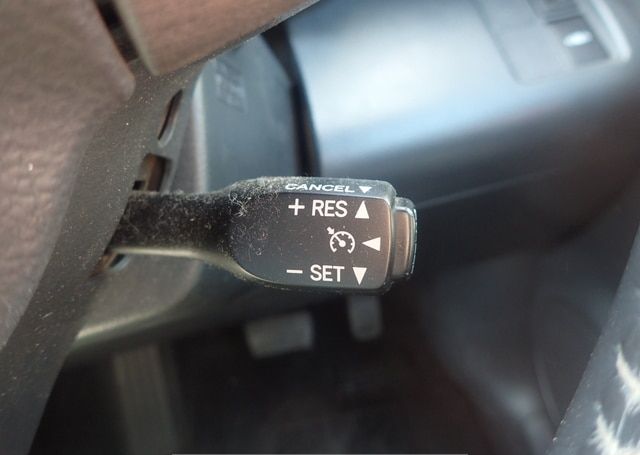 CANCEL ▼
+ RES ▲
◀
− SET ▼